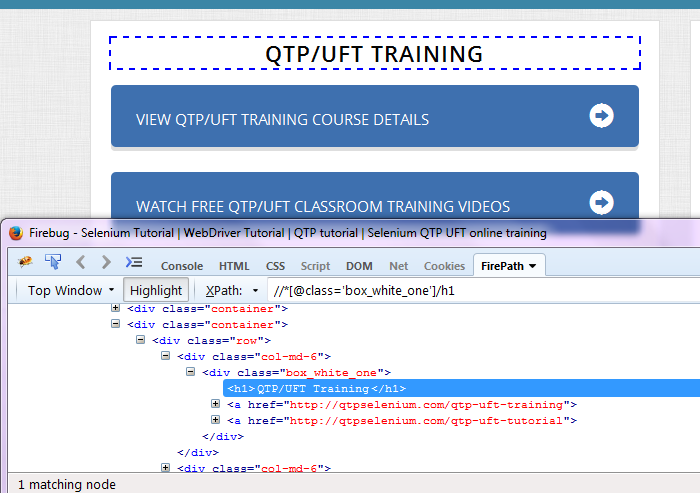 QTP/UFT TRAINING
VIEW QTP/UFT TRAINING COURSE DETAILS
WATCH FREE QTP/UFT CLASSROOM TRAINING VIDEOS
Firebug - Selenium Tutorial | WebDriver Tutorial | QTP tutorial | Selenium QTP UFT online training
Console HTML CSS Script DOM Net Cookies FirePath
Top Window Highlight XPath: //*[@class='box_white_one']/h1
<div class="container">
<div class="container">
<div class="row">
<div class="col-md-6">
<div class="box_white_one">
<h1>QTP/UFT Training</h1>
<a href="http://qtpselenium.com/qtp-uft-training">
<a href="http://qtpselenium.com/qtp-uft-tutorial">
</div>
</div>
<div class="col-md-6">
1 matching node